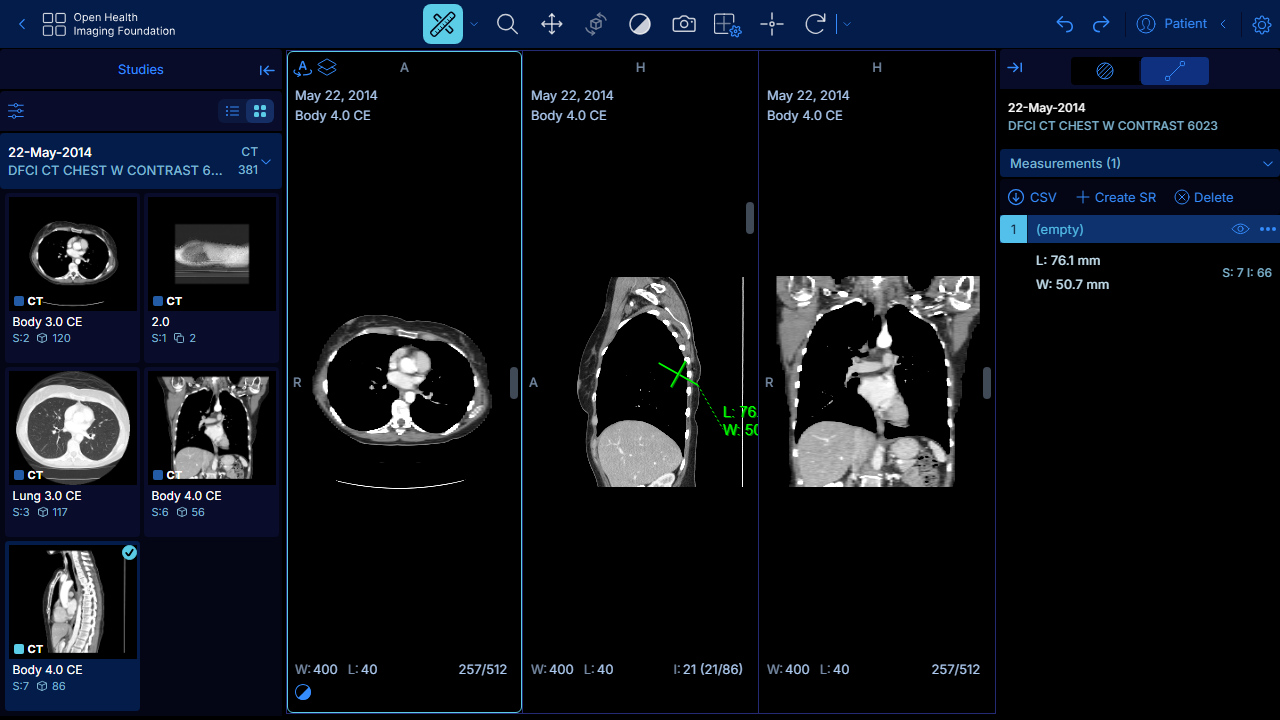 Open Health
Imaging Foundation
Patient
Studies
22-May-2014
CT
DFCI CT CHEST W CONTRAST 6...
381
CT
Body 3.0 CE
S:2 120
CT
2.0
S:1 2
CT
Lung 3.0 CE
S:3 117
CT
Body 4.0 CE
S:6 56
CT
Body 4.0 CE
S:7 86
A
A
May 22, 2014
Body 4.0 CE
R
W: 400 L: 40
257/512
H
May 22, 2014
Body 4.0 CE
A
L: 76.
W: 50
W: 400 L: 40
I: 21 (21/86)
H
May 22, 2014
Body 4.0 CE
R
W: 400 L: 40
257/512
22-May-2014
DFCI CT CHEST W CONTRAST 6023
Measurements (1)
CSV
Create SR
Delete
1
(empty)
L: 76.1 mm
W: 50.7 mm
S: 7 I: 66